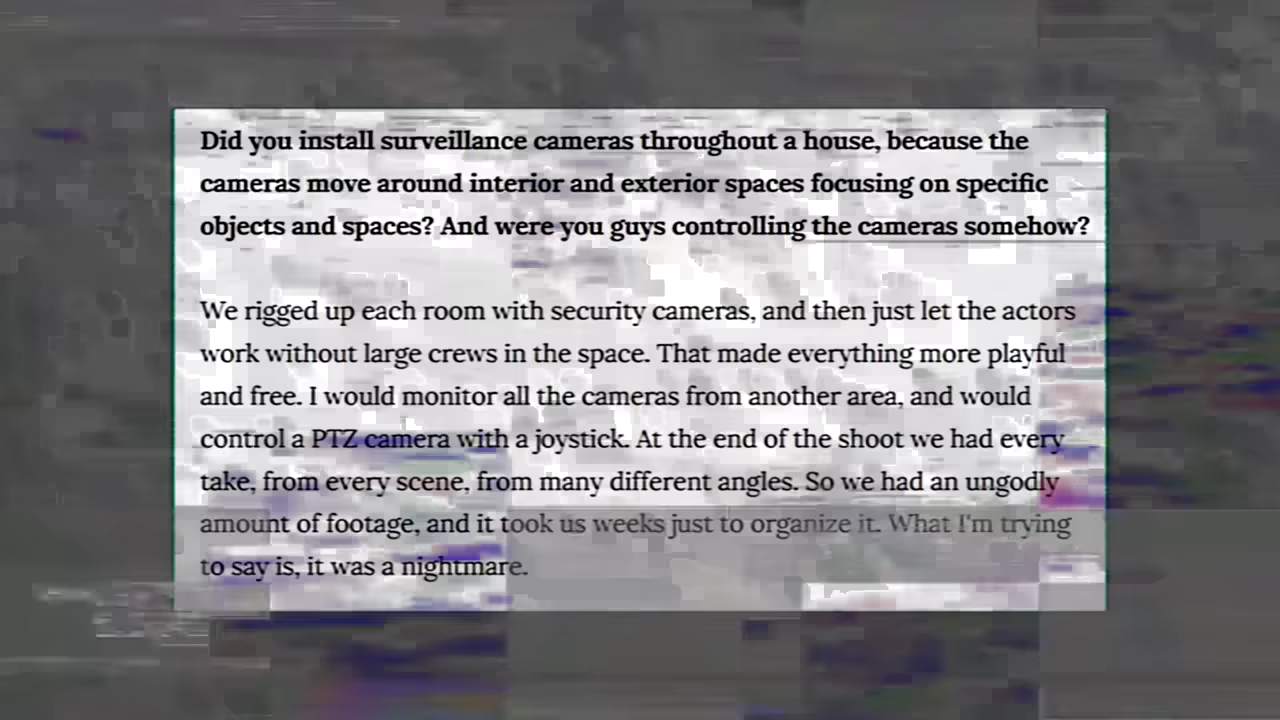 Did you install surveillance cameras throughout a house, because the
cameras move around interior and exterior spaces focusing on specific
objects and spaces? And were you guys controlling the cameras somehow?
We rigged up each room with security cameras, and then just let the actors
work without large crews in the space. That made everything more playful
and free. I would monitor all the cameras from another area, and would
control a PTZ camera with a joystick. At the end of the shoot we had every
take, from every scene, from many different angles. So we had an ungodly
amount of footage, and it took us weeks just to organize it. What I'm trying
to say is, it was a nightmare.